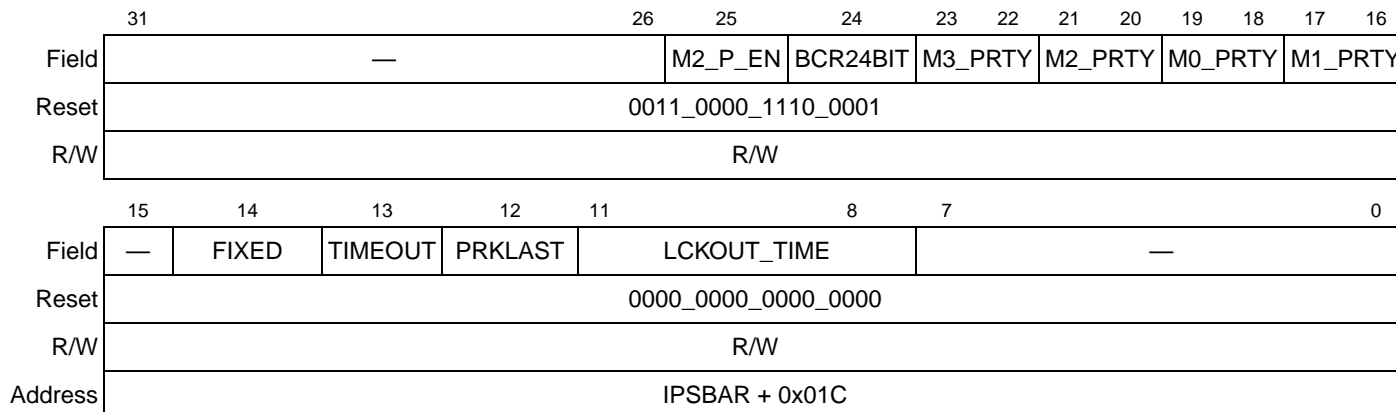 31 26 25 24 23 22 21 20 19 18 17 16
Field — M2_P_EN BCR24BIT M3_PRTY M2_PRTY M0_PRTY M1_PRTY
Reset 0011_0000_1110_0001
R/W R/W
15 14 13 12 11 8 7 0
Field — FIXED TIMEOUT PRKLAST LCKOUT_TIME —
Reset 0000_0000_0000_0000
R/W R/W
Address IPSBAR + 0x01C